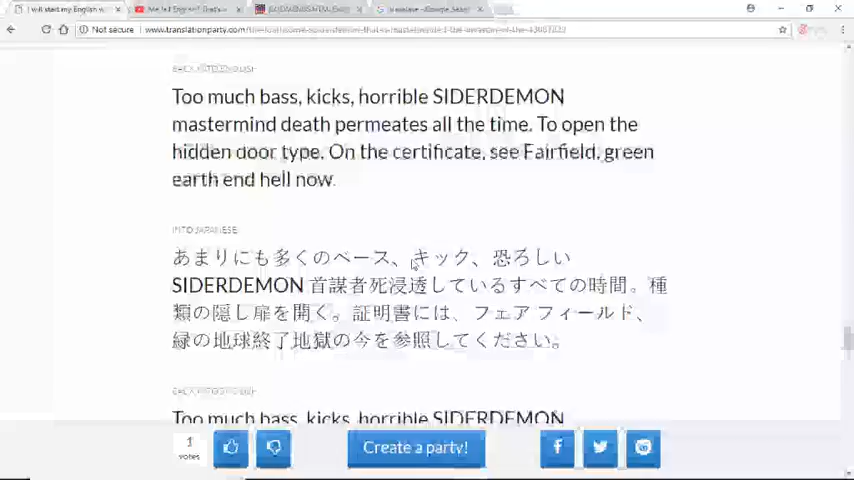 I will start my English w
Not secure
www.translationparty.com
BACK INTO ENGLISH
Too much bass, kicks, horrible SIDERDEMON
mastermind death permeates all the time. To open the
hidden door type. On the certificate, see Fairfield, green
earth end hell now.
INTO JAPANESE
あまりにも多くのベース、キック、恐ろしい
SIDERDEMON 首謀者死浸透しているすべての時間。種
類の隠し扉を開く。証明書には、フェア フィールド、
緑の地球終了地獄の今を参照してください。
BACK INTO ENGLISH
Too much bass, kicks, horrible SIDERDEMON
1
votes
Create a party!